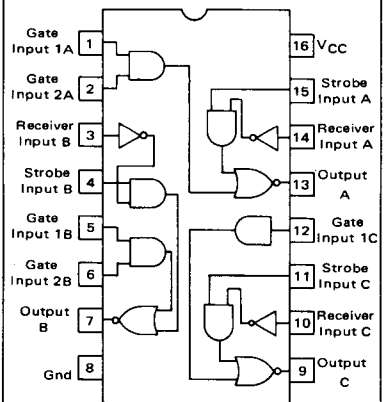 Gate
Input 1A
1
Gate
Input 2A
2
Receiver
Input B
3
Strobe
Input B
4
Gate
Input 1B
5
Gate
Input 2B
6
Output
B
7
Gnd
8
16
VCC
15
Strobe
Input A
14
Receiver
Input A
13
Output
A
12
Gate
Input 1C
11
Strobe
Input C
10
Receiver
Input C
9
Output
C